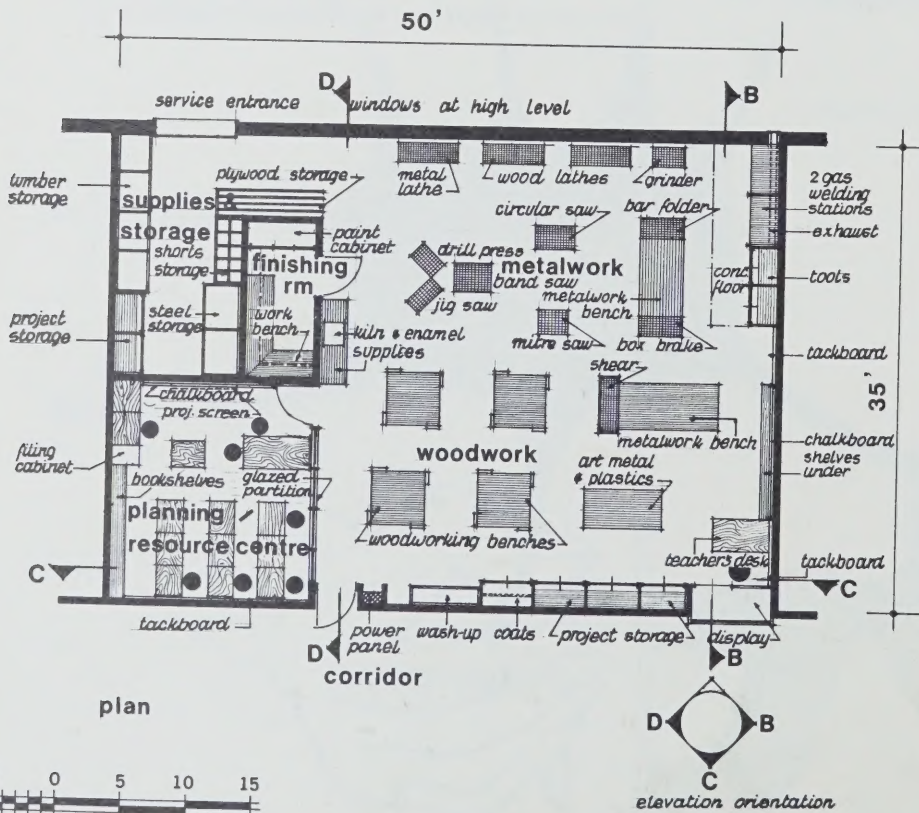 50'
D
B
service entrance
windows at high level
tumber
storage
plywood storage
supplies &
storage
shorts
storage
paint
cabinet
finishing
rm
metal
lathe
wood lathes
grinder
circular saw
bar folder
2 gas
welding
stations
exhaust
drill press
metalwork
band saw
jig saw
metalwork
bench
conc.
floor
tools
project
storage
steel
storage
work
bench
kiln & enamel
supplies
mitre saw
box brake
tackboard
shear
35'
chalkboard
proj. screen
filing
cabinet
bookshelves
glazed
partition
woodwork
metalwork bench
art metal
& plastics
chalkboard
shelves
under
planning /
resource centre
woodworking benches
teacher's desk
tackboard
C
C
tackboard
power
panel
wash-up
coats
project storage
display
D
corridor
B
plan
D
B
C
0 5 10 15
elevation orientation